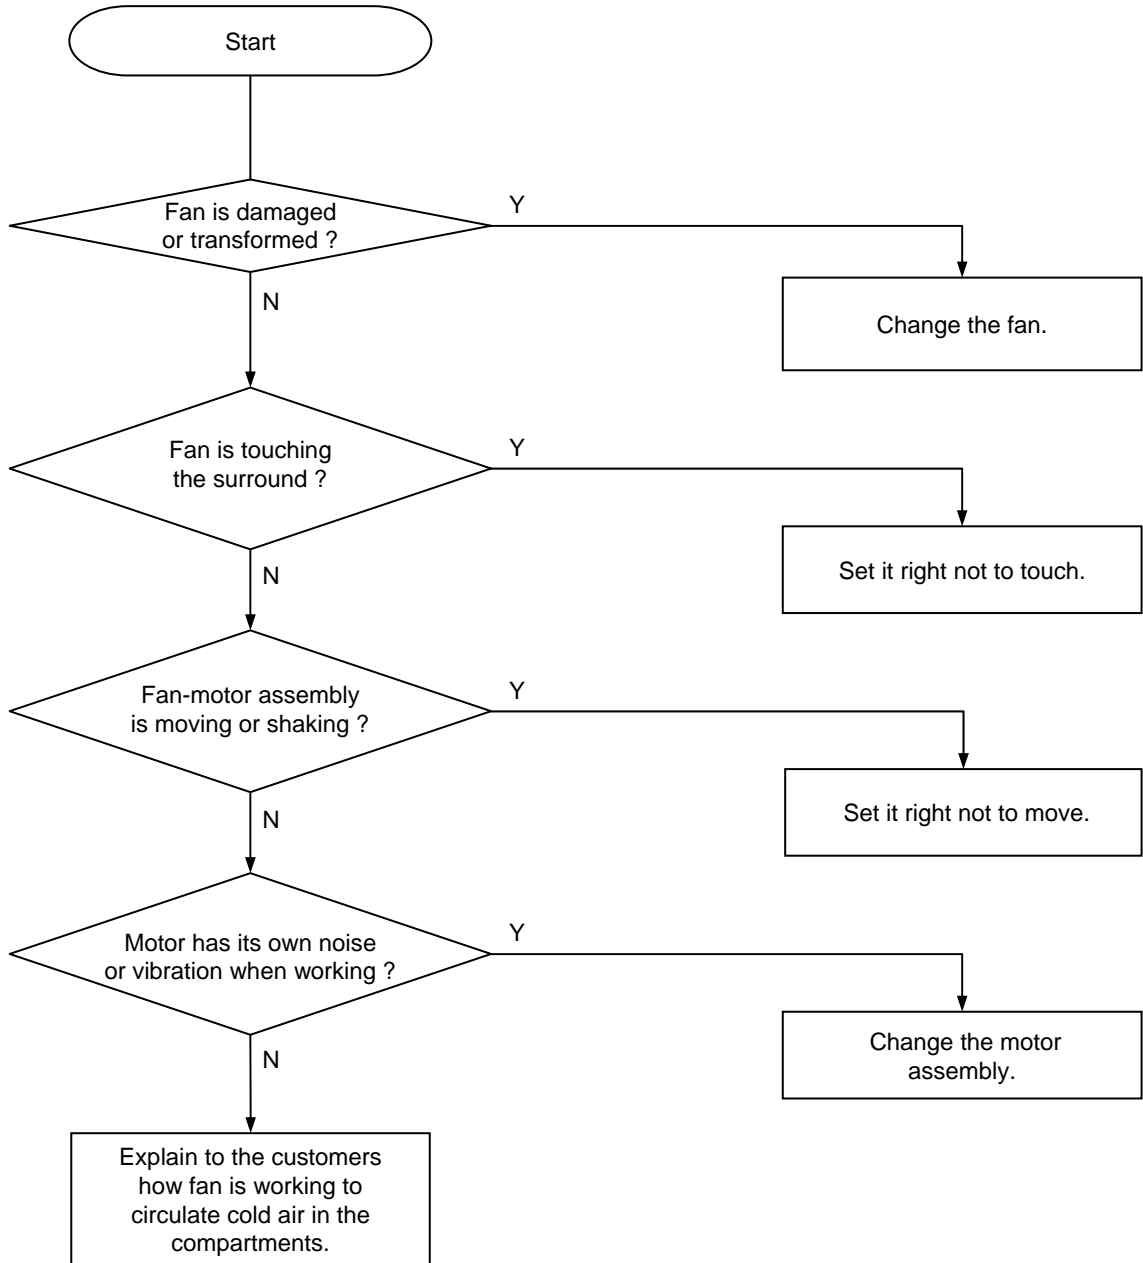 Start
Fan is damaged
or transformed ?
Y
N
Change the fan.
Fan is touching
the surround ?
Y
N
Set it right not to touch.
Fan-motor assembly
is moving or shaking ?
Y
N
Set it right not to move.
Motor has its own noise
or vibration when working ?
Y
N
Change the motor
assembly.
Explain to the customers
how fan is working to
circulate cold air in the
compartments.